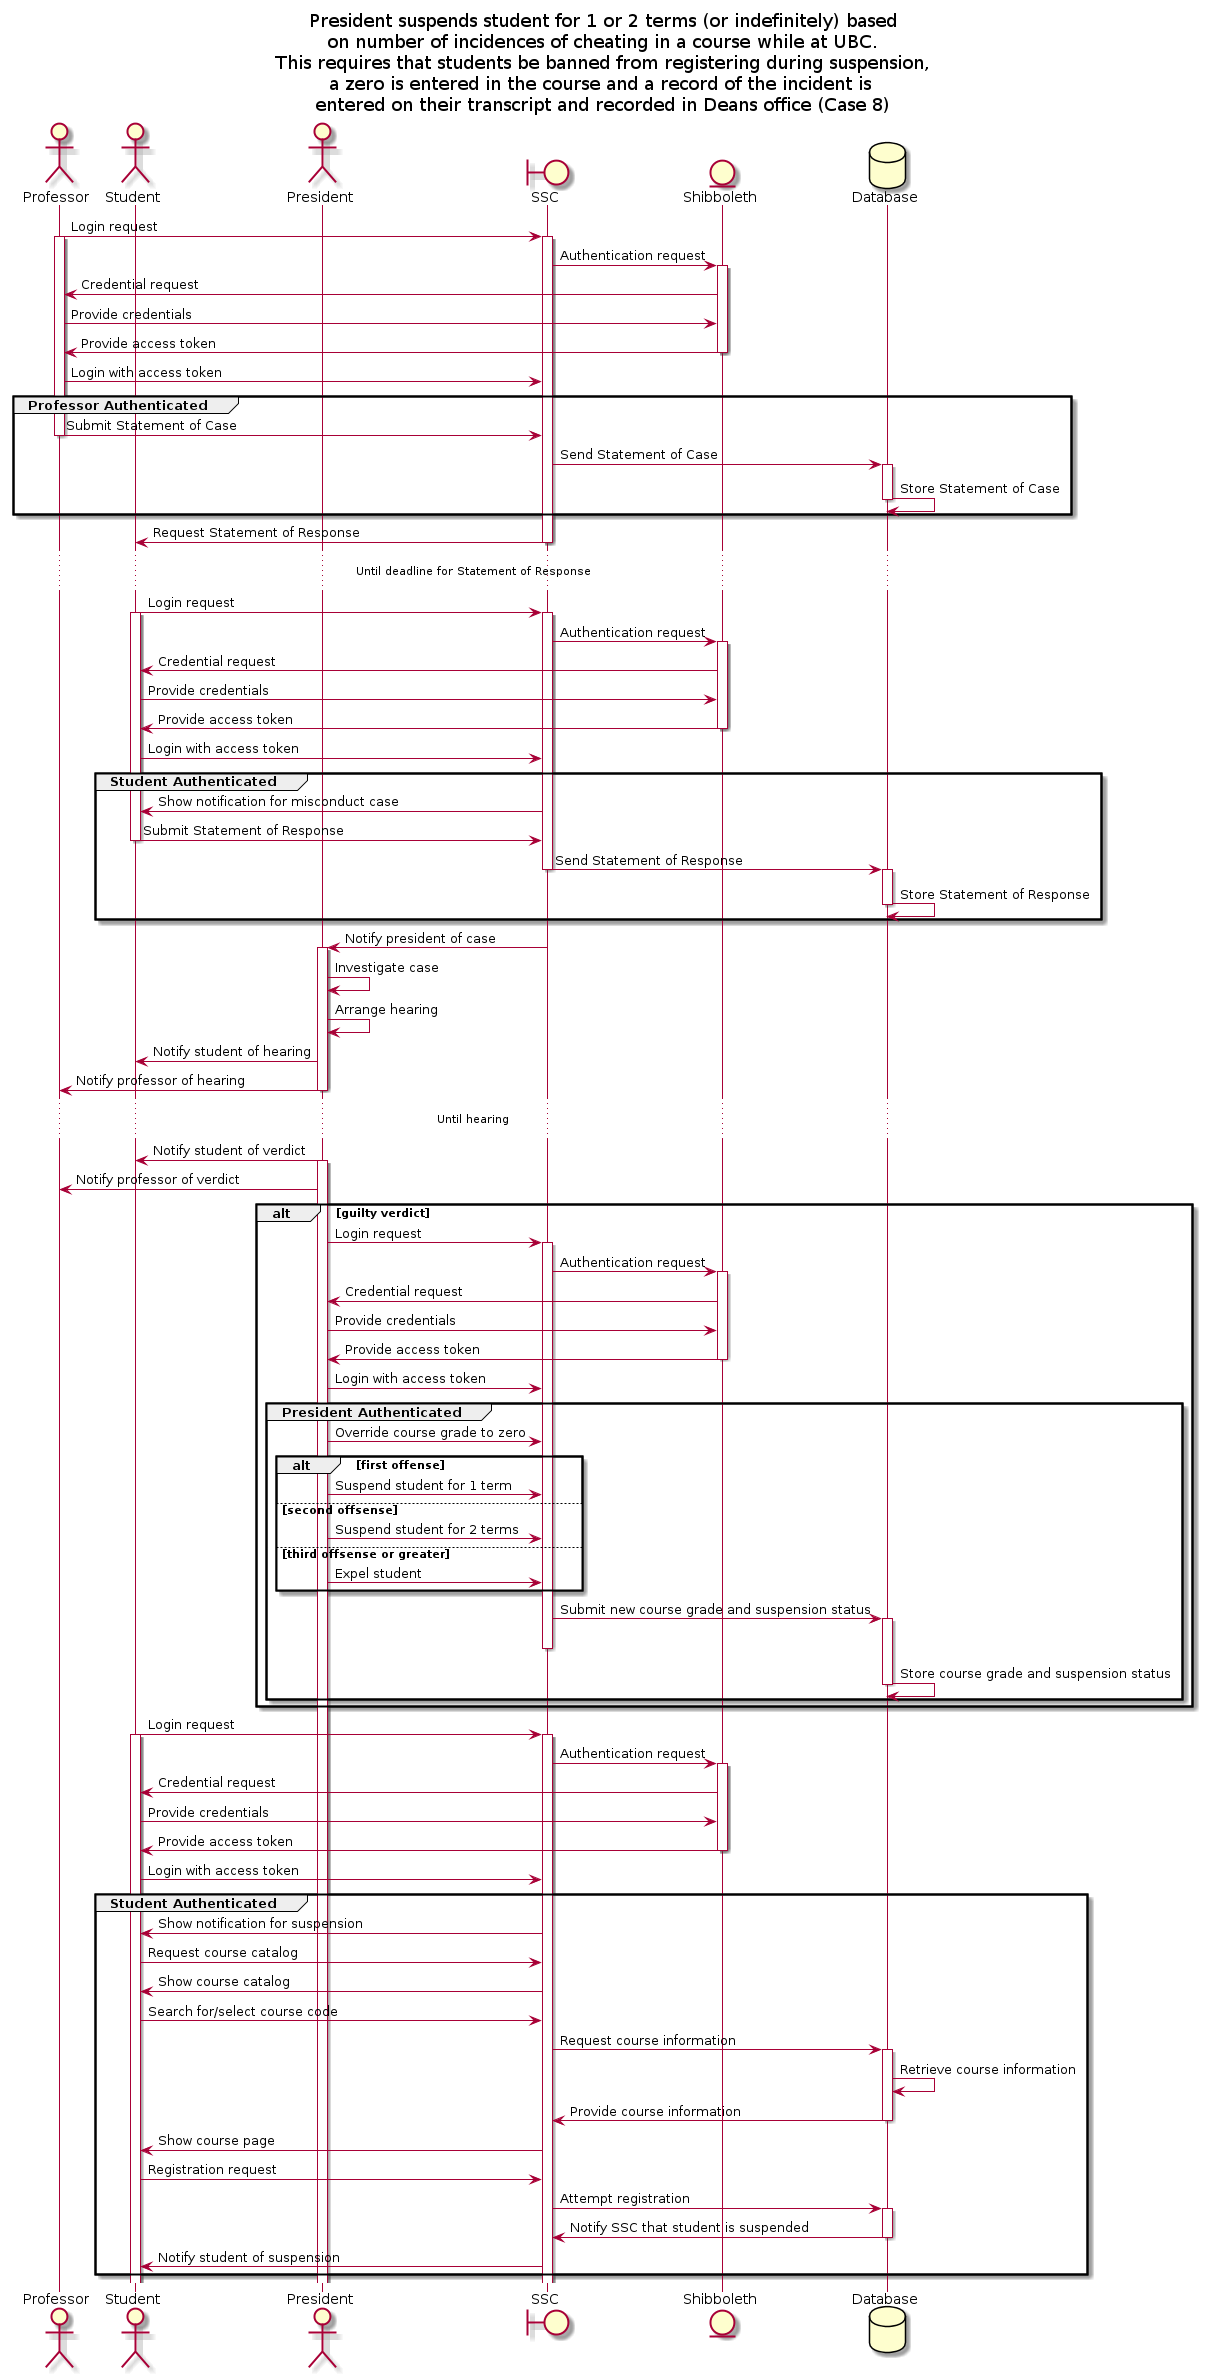 President suspends student for 1 or 2 terms (or indefinitely) based
on number of incidences of cheating in a course while at UBC.
This requires that students be banned from registering during suspension,
a zero is entered in the course and a record of the incident is
entered on their transcript and recorded in Deans office (Case 8)
Professor Student President SSC Shibboleth Database
Login request
Authentication request
Credential request
Provide credentials
Provide access token
Login with access token
Professor Authenticated
Submit Statement of Case
Send Statement of Case
Store Statement of Case
Request Statement of Response
Until deadline for Statement of Response
Login request
Authentication request
Credential request
Provide credentials
Provide access token
Login with access token
Student Authenticated
Show notification for misconduct case
Submit Statement of Response
Send Statement of Response
Store Statement of Response
Notify president of case
Investigate case
Arrange hearing
Notify student of hearing
Notify professor of hearing
Until hearing
Notify student of verdict
Notify professor of verdict
alt [guilty verdict]
Login request
Authentication request
Credential request
Provide credentials
Provide access token
Login with access token
President Authenticated
Override course grade to zero
alt [first offense]
Suspend student for 1 term
[second offsense]
Suspend student for 2 terms
[third offsense or greater]
Expel student
Submit new course grade and suspension status
Store course grade and suspension status
Login request
Authentication request
Credential request
Provide credentials
Provide access token
Login with access token
Student Authenticated
Show notification for suspension
Request course catalog
Show course catalog
Search for/select course code
Request course information
Retrieve course information
Provide course information
Show course page
Registration request
Attempt registration
Notify SSC that student is suspended
Notify student of suspension
Professor Student President SSC Shibboleth Database